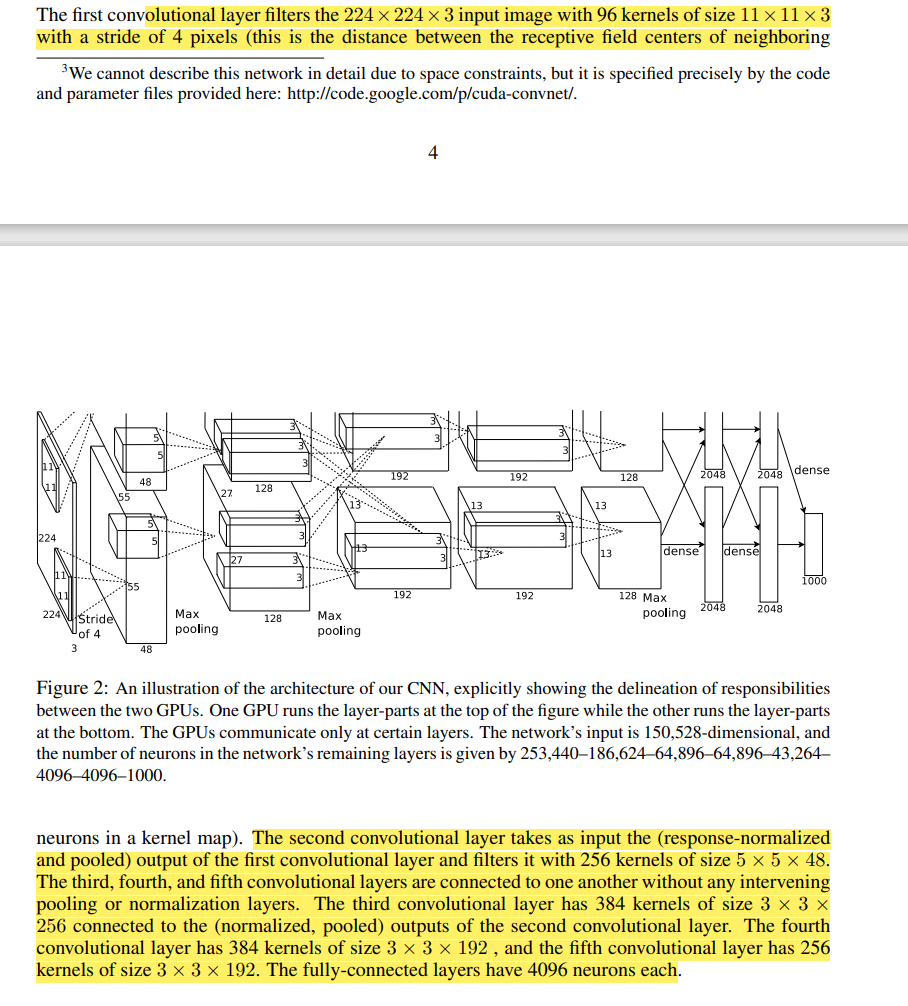 The first convolutional layer filters the 224 × 224 × 3 input image with 96 kernels of size 11 × 11 × 3
with a stride of 4 pixels (this is the distance between the receptive field centers of neighboring
³We cannot describe this network in detail due to space constraints, but it is specified precisely by the code
and parameter files provided here: http://code.google.com/p/cuda-convnet/.
4
3
3
3
3
5
3
3
5
3
3
11
192
192
128
2048
2048
dense
48
128
11
27
55
13
13
13
3
5
3
224
5
3
3
3
13
13
13
27
3
3
dense
dense
11
3
55
1000
11
192
192
128
Max
pooling
2048
2048
224
Stride
of 4
Max
pooling
128
Max
pooling
3
48
Figure 2: An illustration of the architecture of our CNN, explicitly showing the delineation of responsibilities
between the two GPUs. One GPU runs the layer-parts at the top of the figure while the other runs the layer-parts
at the bottom. The GPUs communicate only at certain layers. The network's input is 150,528-dimensional, and
the number of neurons in the network's remaining layers is given by 253,440–186,624–64,896–64,896–43,264–
4096–4096–1000.
neurons in a kernel map). The second convolutional layer takes as input the (response-normalized
and pooled) output of the first convolutional layer and filters it with 256 kernels of size 5 × 5 × 48.
The third, fourth, and fifth convolutional layers are connected to one another without any intervening
pooling or normalization layers. The third convolutional layer has 384 kernels of size 3 × 3 ×
256 connected to the (normalized, pooled) outputs of the second convolutional layer. The fourth
convolutional layer has 384 kernels of size 3 × 3 × 192 , and the fifth convolutional layer has 256
kernels of size 3 × 3 × 192. The fully-connected layers have 4096 neurons each.